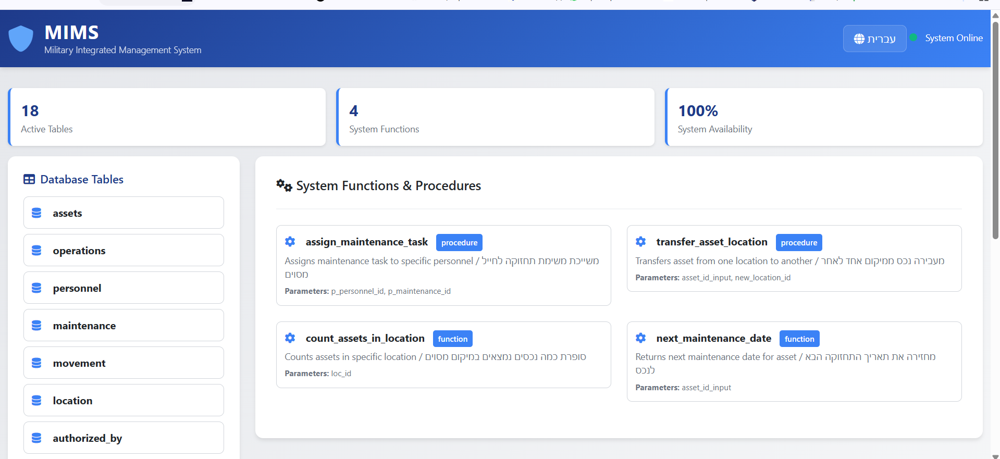 MIMS
Military Integrated Management System
עברית
System Online
18
Active Tables
4
System Functions
100%
System Availability
Database Tables
assets
operations
personnel
maintenance
movement
location
authorized_by
System Functions & Procedures
assign_maintenance_task procedure
Assigns maintenance task to specific personnel / משייכת משימת תחזוקה לחייל
מסוים
Parameters: p_personnel_id, p_maintenance_id
transfer_asset_location procedure
Transfers asset from one location to another / מעבירה נכס ממיקום אחד לאחר
Parameters: asset_id_input, new_location_id
count_assets_in_location function
Counts assets in specific location / סופרת כמה נכסים נמצאים במיקום מסוים
Parameters: loc_id
next_maintenance_date function
Returns next maintenance date for asset / מחזירה את תאריך התחזוקה הבא
לנכס
Parameters: asset_id_input